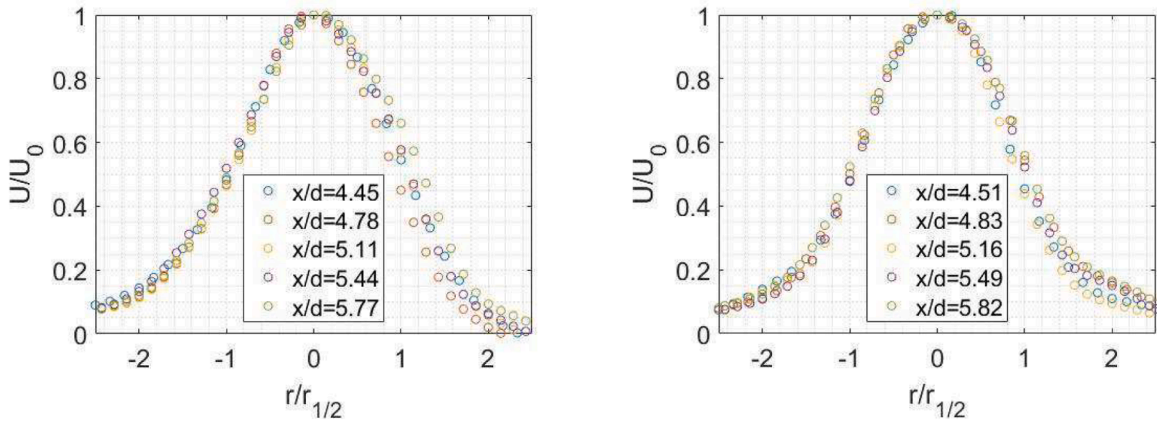 1
0.8
0.6
0.4
0.2
0
U/U0
x/d=4.45
x/d=4.78
x/d=5.11
x/d=5.44
x/d=5.77
-2 -1 0 1 2
r/r1/2
1
0.8
0.6
0.4
0.2
0
U/U0
x/d=4.51
x/d=4.83
x/d=5.16
x/d=5.49
x/d=5.82
-2 -1 0 1 2
r/r1/2